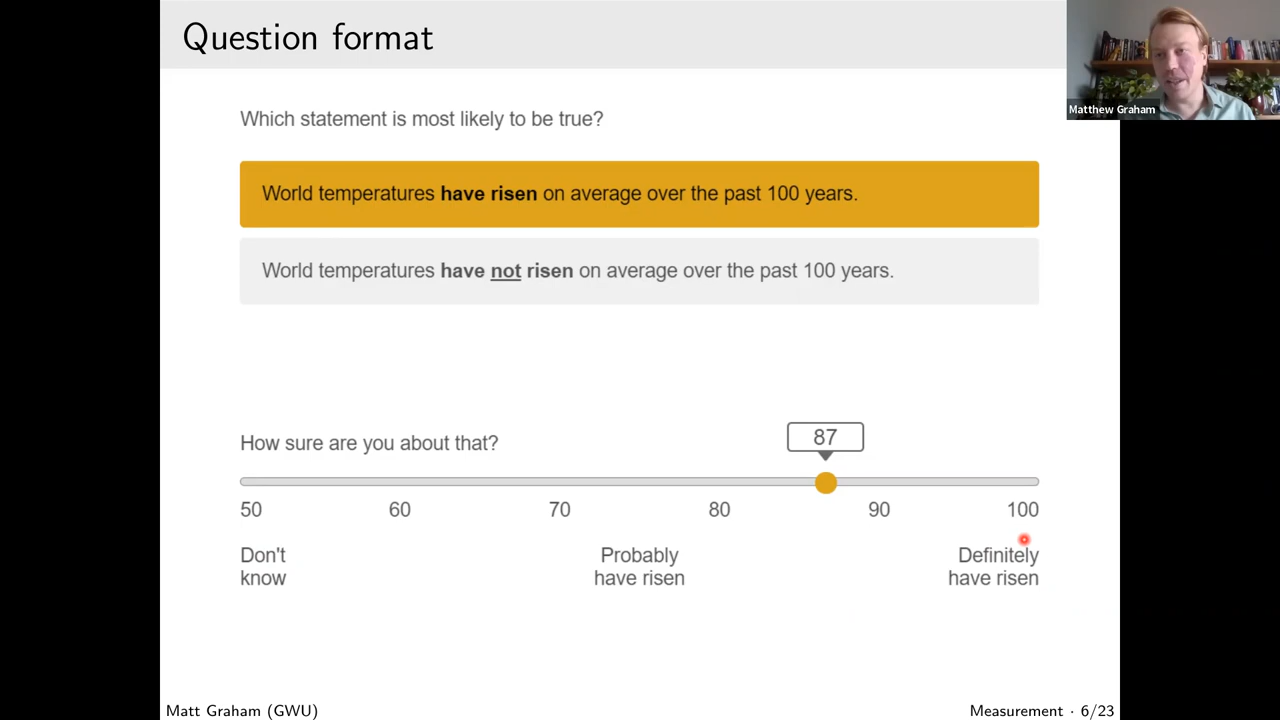 Question format
Matthew Graham
Which statement is most likely to be true?
World temperatures have risen on average over the past 100 years.
World temperatures have not risen on average over the past 100 years.
How sure are you about that?
87
50 60 70 80 90 100
Don't know
Probably have risen
Definitely have risen
Matt Graham (GWU)
Measurement · 6/23